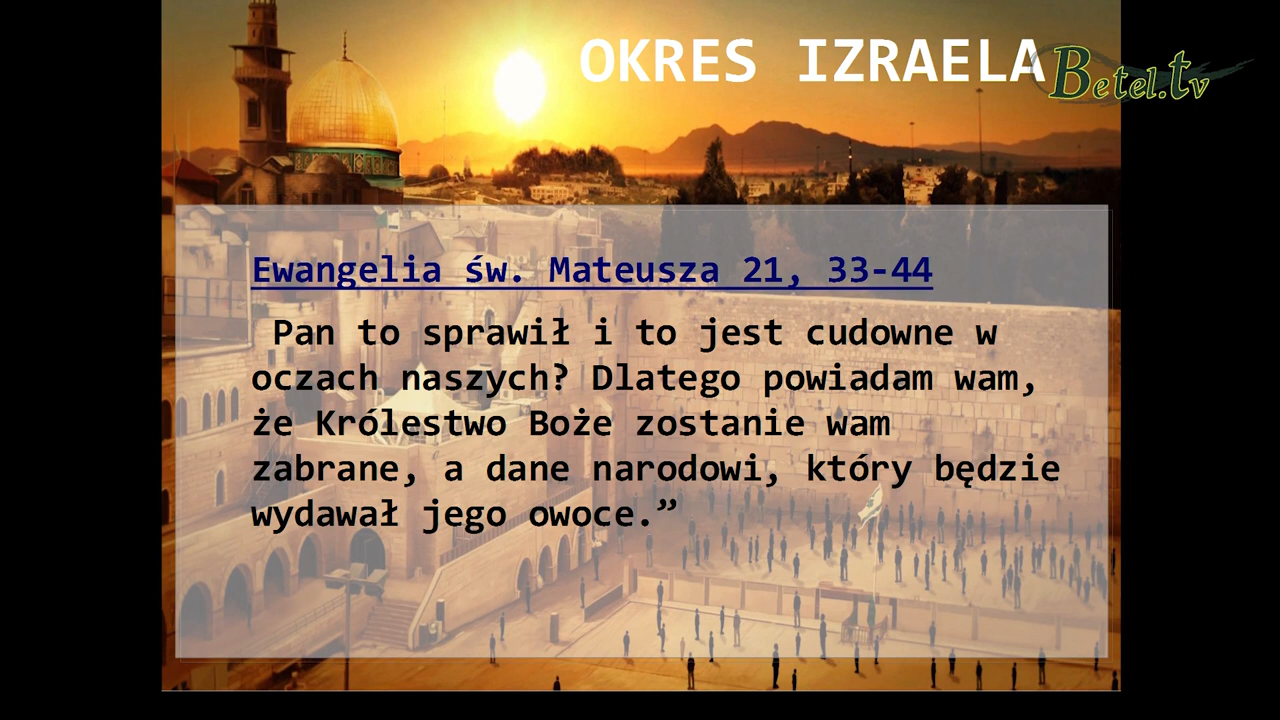 OKRES IZRAELA
Betel.tv
Ewangelia św. Mateusza 21, 33-44
Pan to sprawił i to jest cudowne w
oczach naszych? Dlatego powiadam wam,
że Królestwo Boże zostanie wam
zabrane, a dane narodowi, który będzie
wydawał jego owoce.”